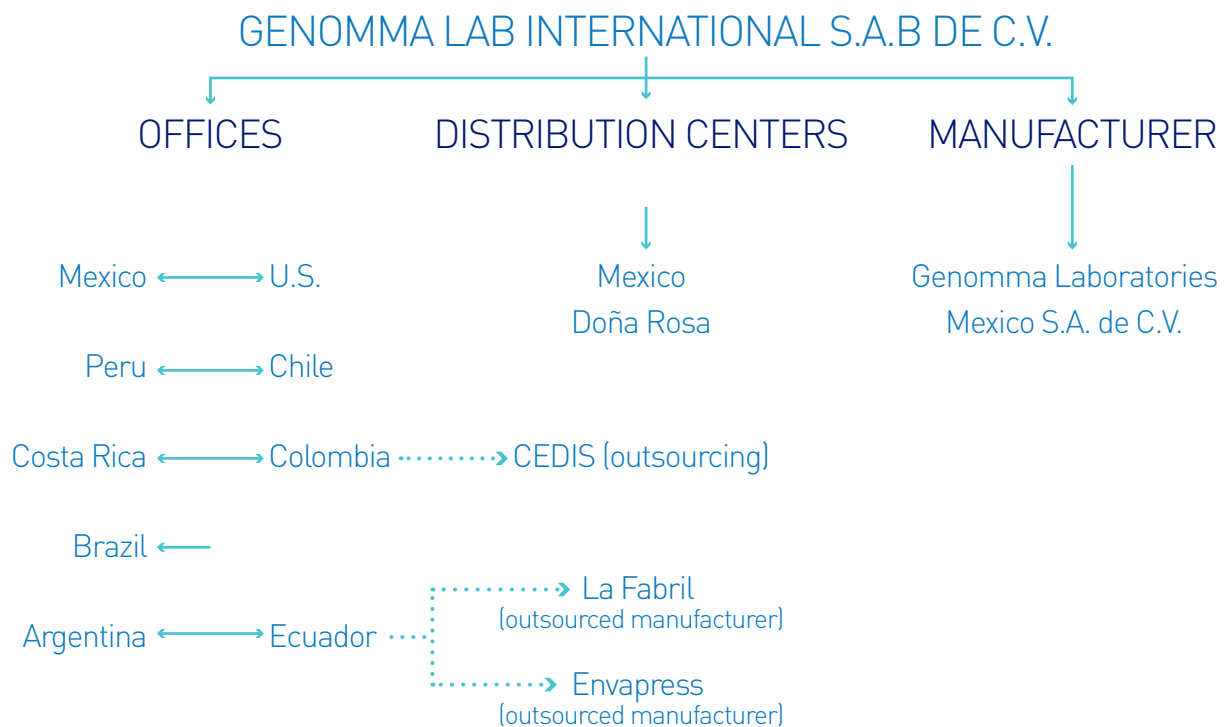 GENOMMA LAB INTERNATIONAL S.A.B DE C.V.
OFFICES
DISTRIBUTION CENTERS
MANUFACTURER
Mexico
U.S.
Mexico
Doña Rosa
Genomma Laboratories
Mexico S.A. de C.V.
Peru
Chile
Costa Rica
Colombia
CEDIS (outsourcing)
Brazil
Argentina
Ecuador
La Fabril
(outsourced manufacturer)
Envapress
(outsourced manufacturer)